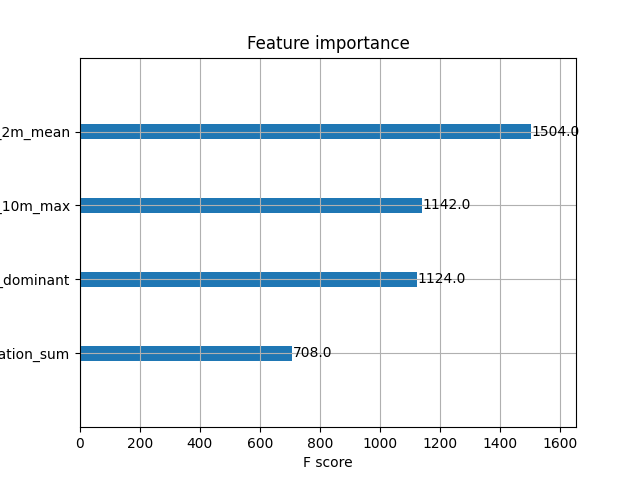 Feature importance
_2m_mean
1504.0
_10m_max
1142.0
_dominant
1124.0
ation_sum
708.0
0 200 400 600 800 1000 1200 1400 1600
F score